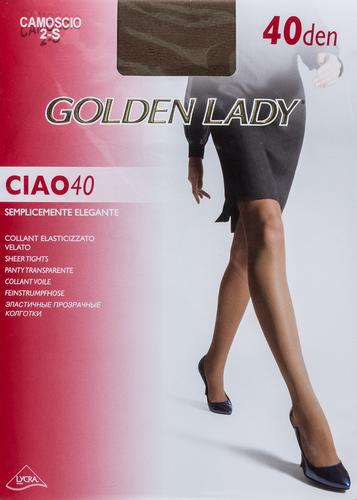 CAMOSCIO
2-S
40den
GOLDEN LADY
CIAO40
SEMPLICEMENTE ELEGANTE
COLLANT ELASTICIZZATO
VELATO
SHEER TIGHTS
PANTY TRANSPARENTE
COLLANT VOILE
FEINSTRUMPFHOSE
ЭЛАСТИЧНЫЕ ПРОЗРАЧНЫЕ
КОЛГОТКИ
LYCRA